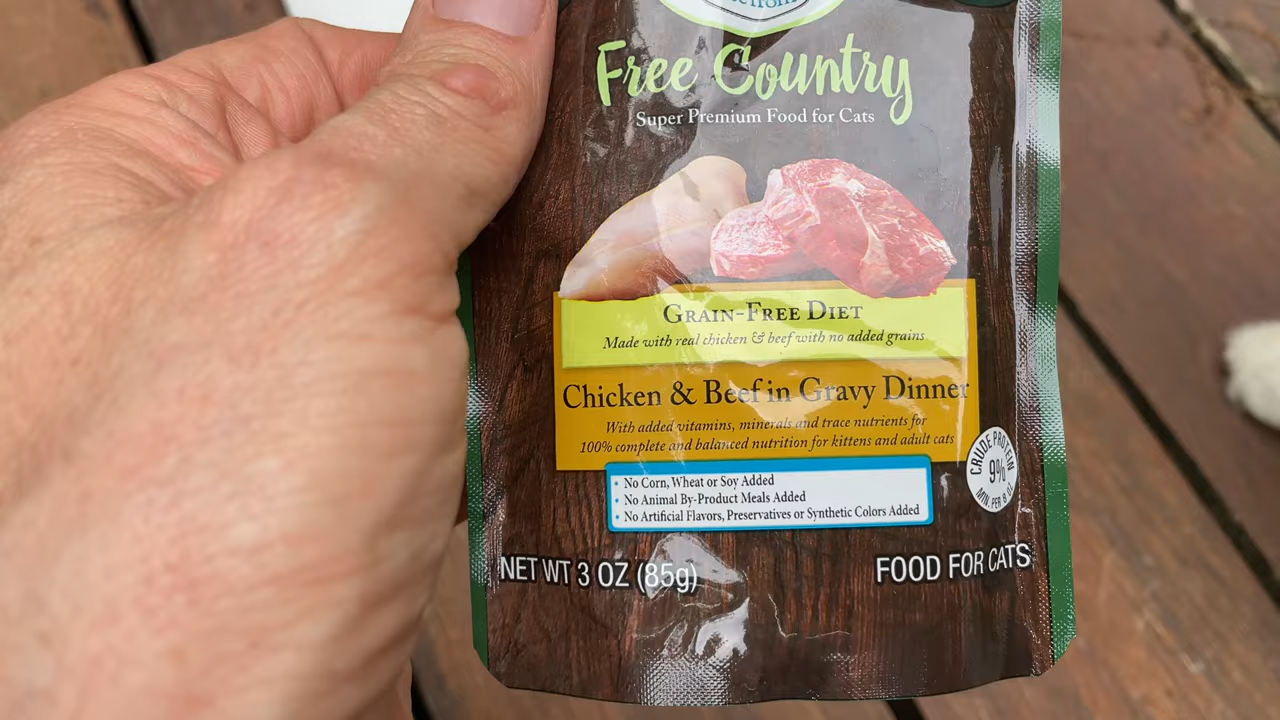 Free Country
Super Premium Food for Cats
GRAIN-FREE DIET
Made with real chicken & beef with no added grains
Chicken & Beef in Gravy Dinner
With added vitamins, minerals and trace nutrients for
100% complete and balanced nutrition for kittens and adult cats
CRUDE PROTEIN
9%
MIN. PER
• No Corn, Wheat or Soy Added
• No Animal By-Product Meals Added
• No Artificial Flavors, Preservatives or Synthetic Colors Added
NET WT 3 OZ (85g)
FOOD FOR CATS